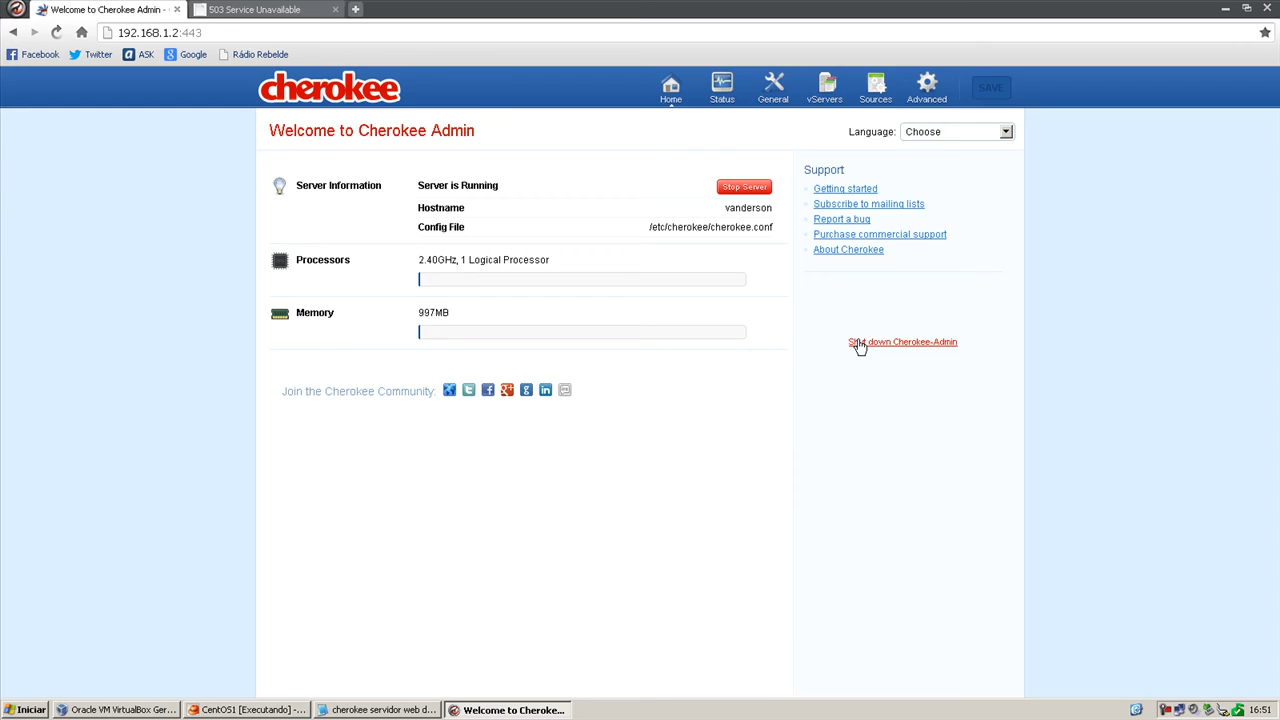 Welcome to Cherokee Admin -
503 Service Unavailable
192.168.1.2:443
Facebook
Twitter
ASK
Google
Rádio Rebelde
cherokee
Home
Status
General
vServers
Sources
Advanced
SAVE
Welcome to Cherokee Admin
Language:
Choose
Server Information
Server is Running
Stop Server
Hostname
vanderson
Config File
/etc/cherokee/cherokee.conf
Processors
2.40GHz, 1 Logical Processor
Memory
997MB
Join the Cherokee Community:
Support
Getting started
Subscribe to mailing lists
Report a bug
Purchase commercial support
About Cherokee
Shut down Cherokee-Admin
Iniciar
Oracle VM VirtualBox Ger...
CentOS1 [Executando] -...
cherokee servidor web d...
Welcome to Cheroke...
16:51